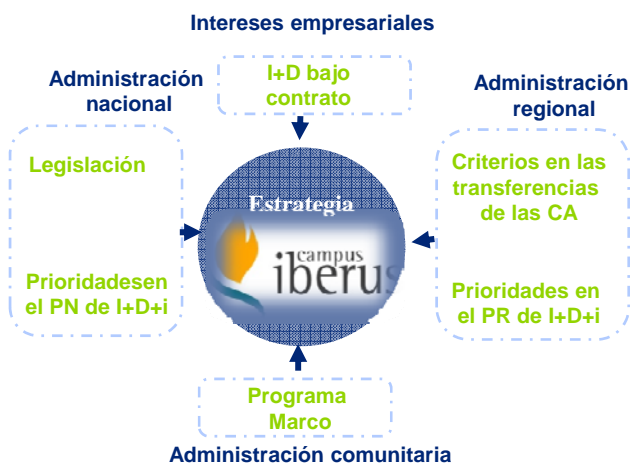 Intereses empresariales
I+D bajo
contrato
Administración
nacional
Legislación
Prioridadesen
el PN de I+D+i
Administración
regional
Criterios en las
transferencias
de las CA
Prioridades en
el PR de I+D+i
Estrategia
campus
iberus
Programa
Marco
Administración comunitaria